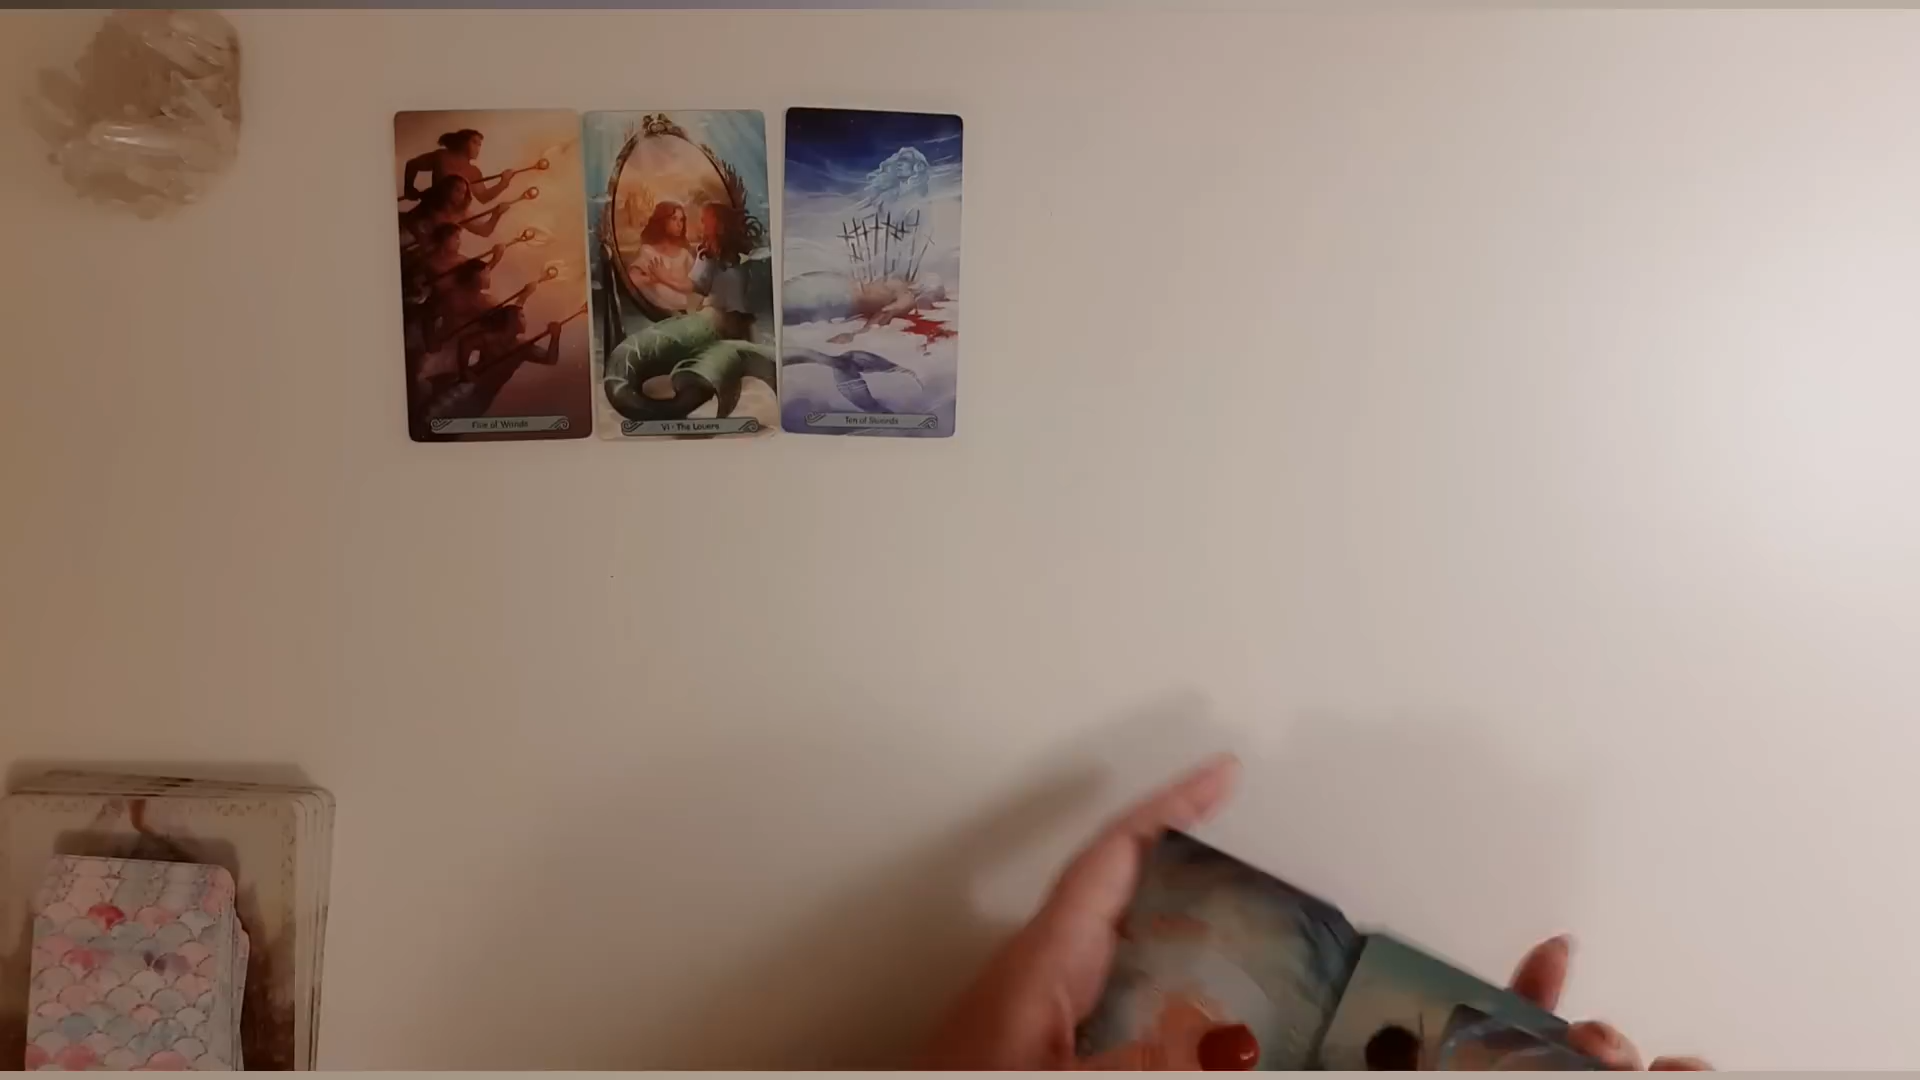 Five of Wands
VI • The Lovers
Ten of Swords